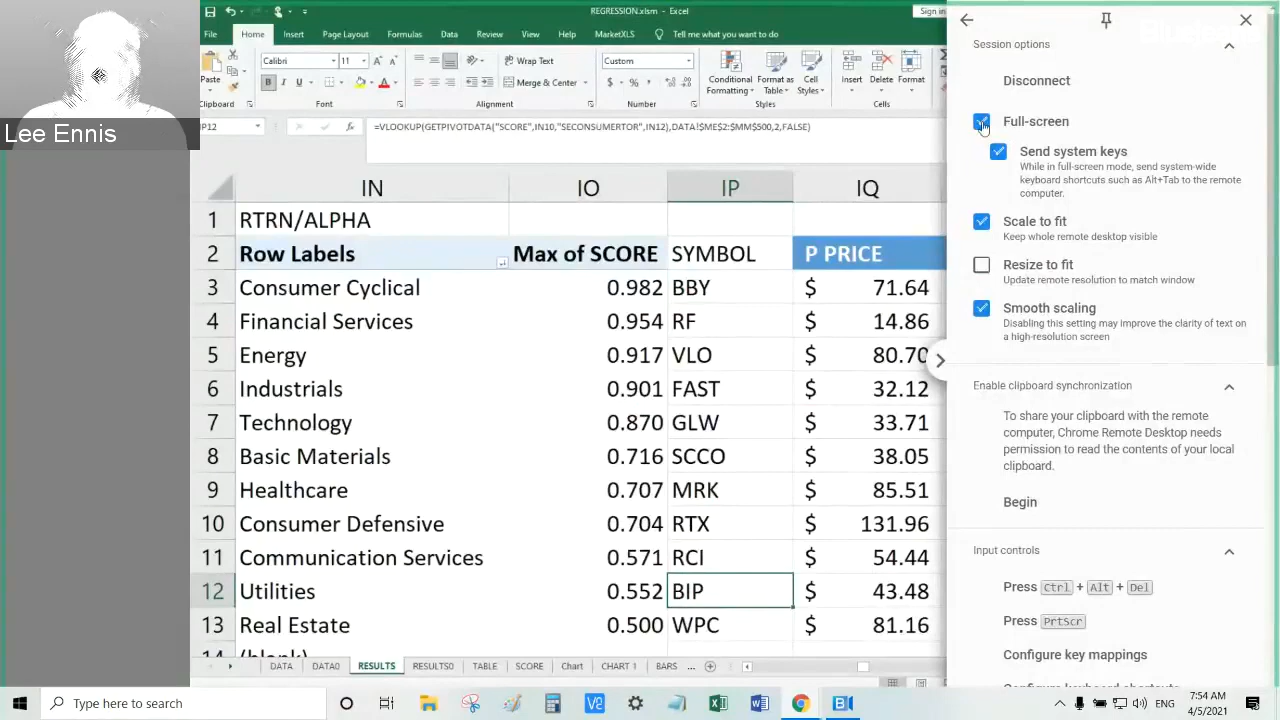 REGRESSION.xlsm - Excel
Sign in
File Home Insert Page Layout Formulas Data Review View MarketXLS Tell me what you want to do
Calibri 11 Wrap Text Custom
Paste B I U Merge & Center $ % Conditional Formatting Format as Table Cell Styles Insert Delete Format
Clipboard Font Alignment Number Styles Cells
Lee Ennis
IP12 fx =VLOOKUP(GETPIVOTDATA("SCORE",IN10,"SECONSUMERTOR",IN12),DATA!$ME$2:$MM$500,2,FALSE)
IN IO IP IQ
1 RTRN/ALPHA
2 Row Labels Max of SCORE SYMBOL P PRICE
3 Consumer Cyclical 0.982 BBY $ 71.64
4 Financial Services 0.954 RF $ 14.86
5 Energy 0.917 VLO $ 80.70
6 Industrials 0.901 FAST $ 32.12
7 Technology 0.870 GLW $ 33.71
8 Basic Materials 0.716 SCCO $ 38.05
9 Healthcare 0.707 MRK $ 85.51
10 Consumer Defensive 0.704 RTX $ 131.96
11 Communication Services 0.571 RCI $ 54.44
12 Utilities 0.552 BIP $ 43.48
13 Real Estate 0.500 WPC $ 81.16
14 (blank)
DATA DATA0 RESULTS RESULTS0 TABLE SCORE Chart CHART 1 BARS ...
Session options
Disconnect
Full-screen
Send system keys
While in full-screen mode, send system-wide
keyboard shortcuts such as Alt+Tab to the remote
computer.
Scale to fit
Keep whole remote desktop visible
Resize to fit
Update remote resolution to match window
Smooth scaling
Disabling this setting may improve the clarity of text on
a high-resolution screen
Enable clipboard synchronization
To share your clipboard with the remote
computer, Chrome Remote Desktop needs
permission to read the contents of your local
clipboard.
Begin
Input controls
Press Ctrl + Alt + Del
Press PrtScr
Configure key mappings
Configure keyboard shortcuts
Type here to search
ENG
7:54 AM
4/5/2021